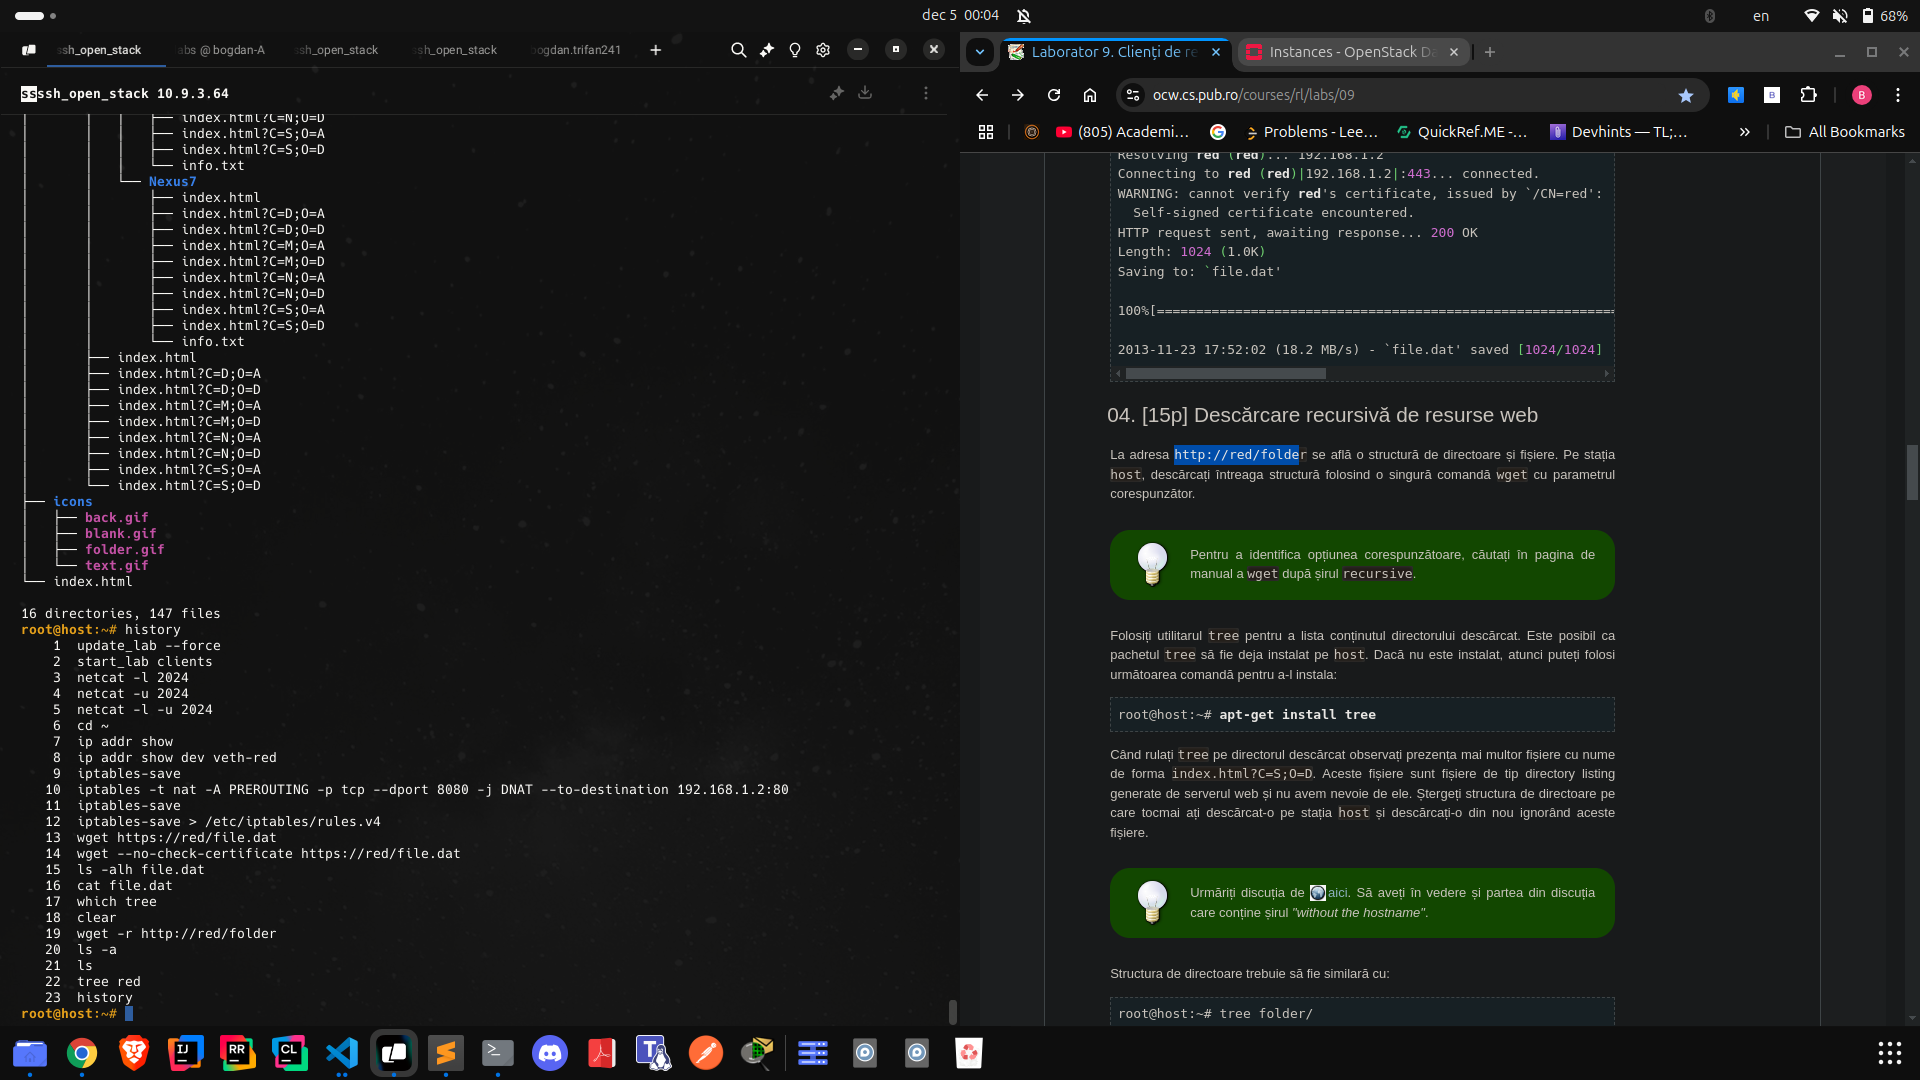 dec 5 00:04
en
68%
ssh_open_stack
abs @ bogdan-A
ssh_open_stack
ssh_open_stack
bogdan.trifan241
ssssh_open_stack 10.9.3.64
│       │   │   ├── index.html?C=N;O=D
│       │   │   ├── index.html?C=S;O=A
│       │   │   ├── index.html?C=S;O=D
│       │   │   └── info.txt
│       │   └── Nexus7
│       │       ├── index.html
│       │       ├── index.html?C=D;O=A
│       │       ├── index.html?C=D;O=D
│       │       ├── index.html?C=M;O=A
│       │       ├── index.html?C=M;O=D
│       │       ├── index.html?C=N;O=A
│       │       ├── index.html?C=N;O=D
│       │       ├── index.html?C=S;O=A
│       │       ├── index.html?C=S;O=D
│       │       └── info.txt
│       ├── index.html
│       ├── index.html?C=D;O=A
│       ├── index.html?C=D;O=D
│       ├── index.html?C=M;O=A
│       ├── index.html?C=M;O=D
│       ├── index.html?C=N;O=A
│       ├── index.html?C=N;O=D
│       ├── index.html?C=S;O=A
│       └── index.html?C=S;O=D
├── icons
│   ├── back.gif
│   ├── blank.gif
│   ├── folder.gif
│   └── text.gif
└── index.html
16 directories, 147 files
root@host:~# history
1  update_lab --force
2  start_lab clients
3  netcat -l 2024
4  netcat -u 2024
5  netcat -l -u 2024
6  cd ~
7  ip addr show
8  ip addr show dev veth-red
9  iptables-save
10  iptables -t nat -A PREROUTING -p tcp --dport 8080 -j DNAT --to-destination 192.168.1.2:80
11  iptables-save
12  iptables-save > /etc/iptables/rules.v4
13  wget https://red/file.dat
14  wget --no-check-certificate https://red/file.dat
15  ls -alh file.dat
16  cat file.dat
17  which tree
18  clear
19  wget -r http://red/folder
20  ls -a
21  ls
22  tree red
23  history
root@host:~#
Laborator 9. Clienți de re
Instances - OpenStack Da
ocw.cs.pub.ro/courses/rl/labs/09
(805) Academi...
Problems - Lee...
QuickRef.ME -...
Devhints — TL;...
All Bookmarks
Resolving red (red)... 192.168.1.2
Connecting to red (red)|192.168.1.2|:443... connected.
WARNING: cannot verify red's certificate, issued by `/CN=red':
Self-signed certificate encountered.
HTTP request sent, awaiting response... 200 OK
Length: 1024 (1.0K)
Saving to: `file.dat'
100%[==========================================================
2013-11-23 17:52:02 (18.2 MB/s) - `file.dat' saved [1024/1024]
04. [15p] Descărcare recursivă de resurse web
La adresa http://red/folder se află o structură de directoare și fișiere. Pe stația
host, descărcați întreaga structură folosind o singură comandă wget cu parametrul
corespunzător.
Pentru a identifica opțiunea corespunzătoare, căutați în pagina de
manual a wget după șirul recursive.
Folosiți utilitarul tree pentru a lista conținutul directorului descărcat. Este posibil ca
pachetul tree să fie deja instalat pe host. Dacă nu este instalat, atunci puteți folosi
următoarea comandă pentru a-l instala:
root@host:~# apt-get install tree
Când rulați tree pe directorul descărcat observați prezența mai multor fișiere cu nume
de forma index.html?C=S;O=D. Aceste fișiere sunt fișiere de tip directory listing
generate de serverul web și nu avem nevoie de ele. Ștergeți structura de directoare pe
care tocmai ați descărcat-o pe stația host și descărcați-o din nou ignorând aceste
fișiere.
Urmăriți discuția de aici. Să aveți în vedere și partea din discuția
care conține șirul "without the hostname".
Structura de directoare trebuie să fie similară cu:
root@host:~# tree folder/